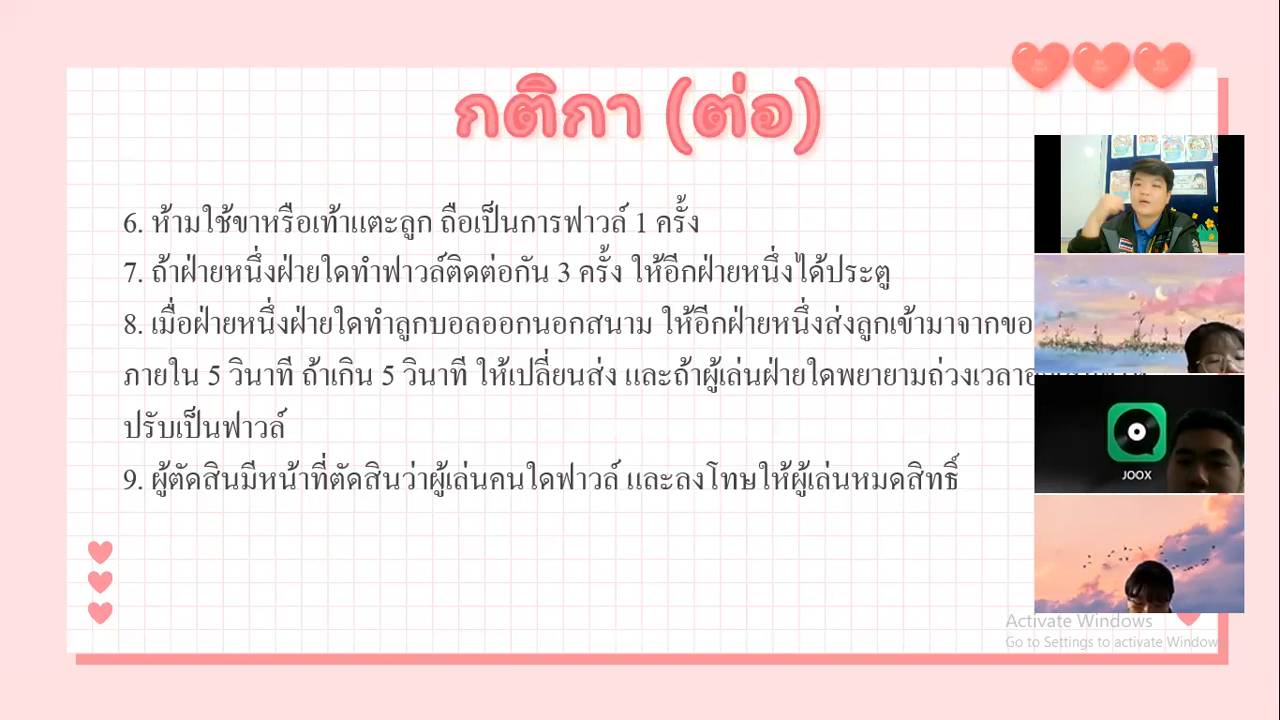 กติกา (ต่อ)
6. ห้ามใช้ขาหรือเท้าแตะลูก ถือเป็นการฟาวล์ 1 ครั้ง
7. ถ้าฝ่ายหนึ่งฝ่ายใดทำฟาวล์ติดต่อกัน 3 ครั้ง ให้อีกฝ่ายหนึ่งได้ประตู
8. เมื่อฝ่ายหนึ่งฝ่ายใดทำลูกบอลออกนอกสนาม ให้อีกฝ่ายหนึ่งส่งลูกเข้ามาจาก
ภายใน 5 วินาที ถ้าเกิน 5 วินาที ให้เปลี่ยนส่ง และถ้าผู้เล่นฝ่ายใดพยายามถ่วงเวลา
ปรับเป็นฟาวล์
9. ผู้ตัดสินมีหน้าที่ตัดสินว่าผู้เล่นคนใดฟาวล์ และลงโทษให้ผู้เล่นหมดสิทธิ์
JOOX
Activate Windows
Go to Settings to activate Window